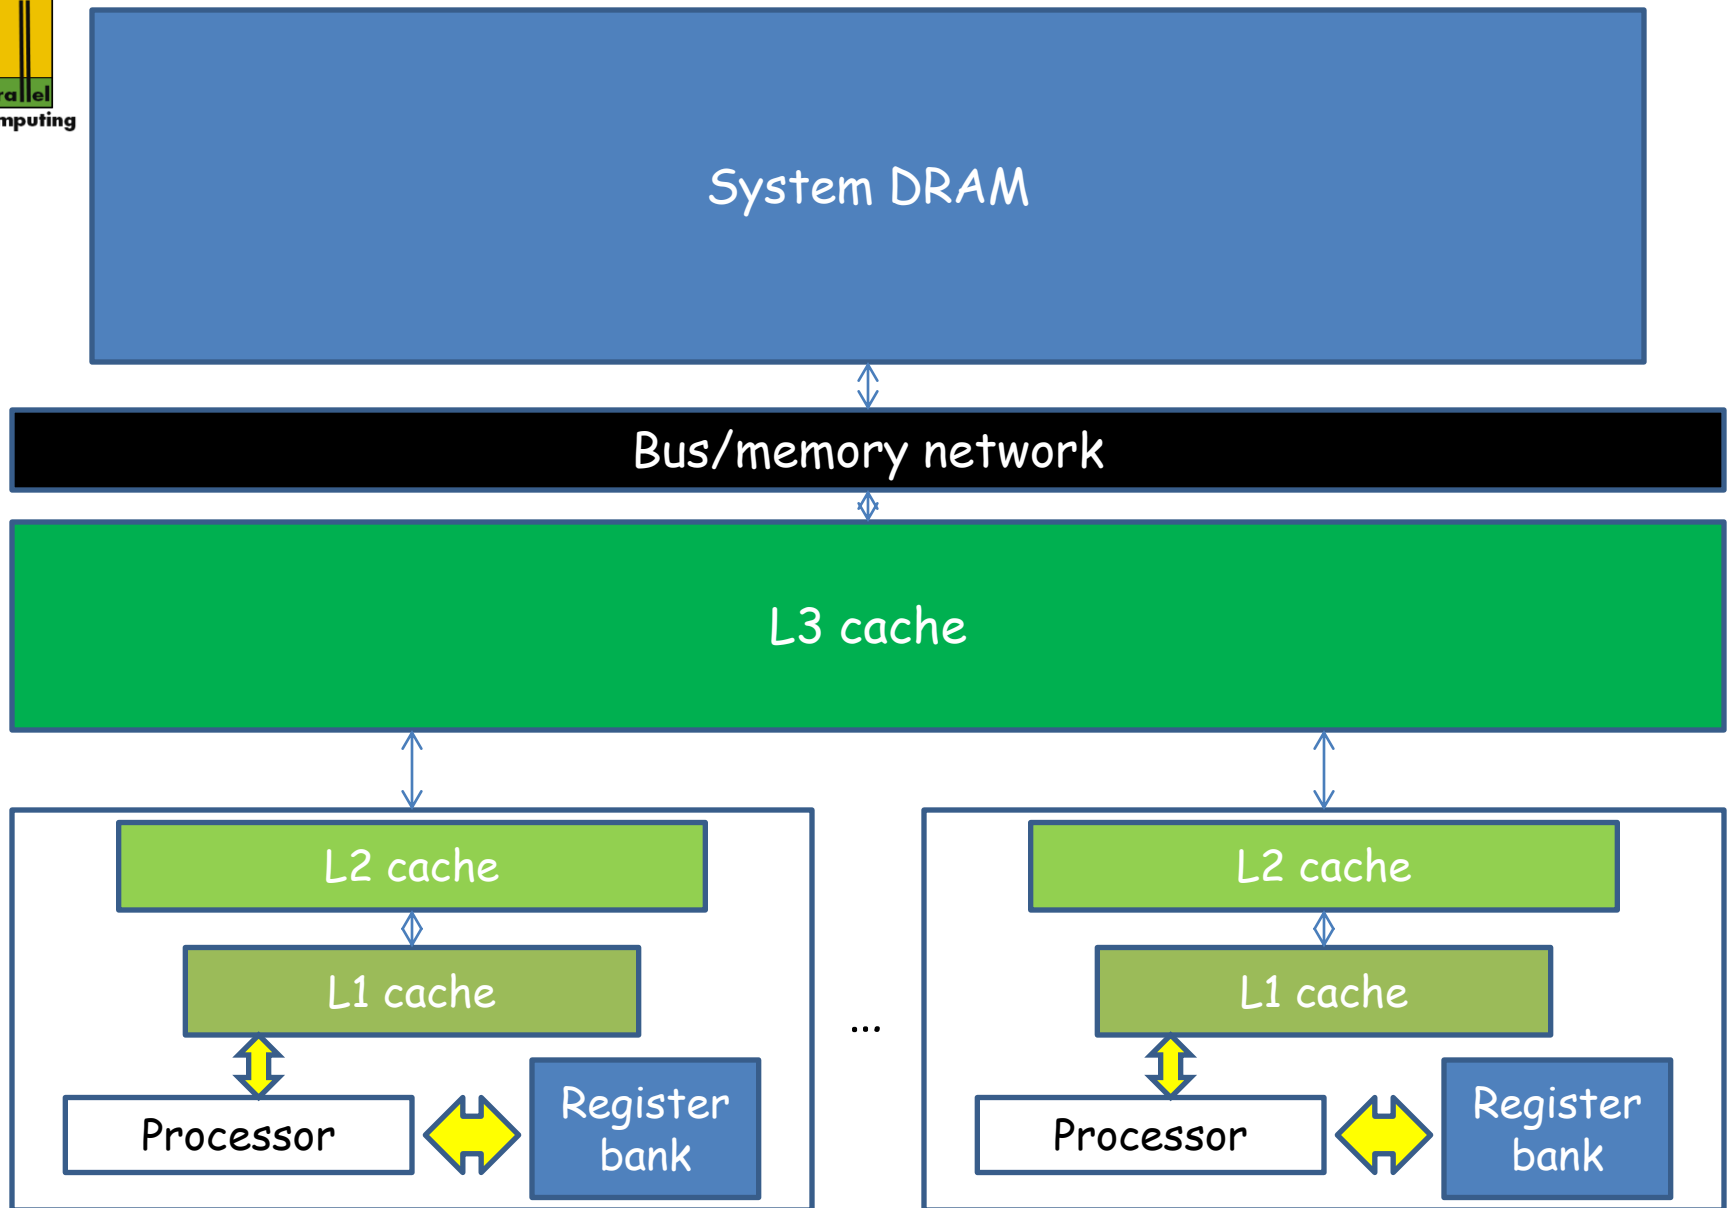 rallel
mputing
System DRAM
Bus/memory network
L3 cache
L2 cache
L2 cache
L1 cache
L1 cache
...
Register
bank
Register
bank
Processor
Processor